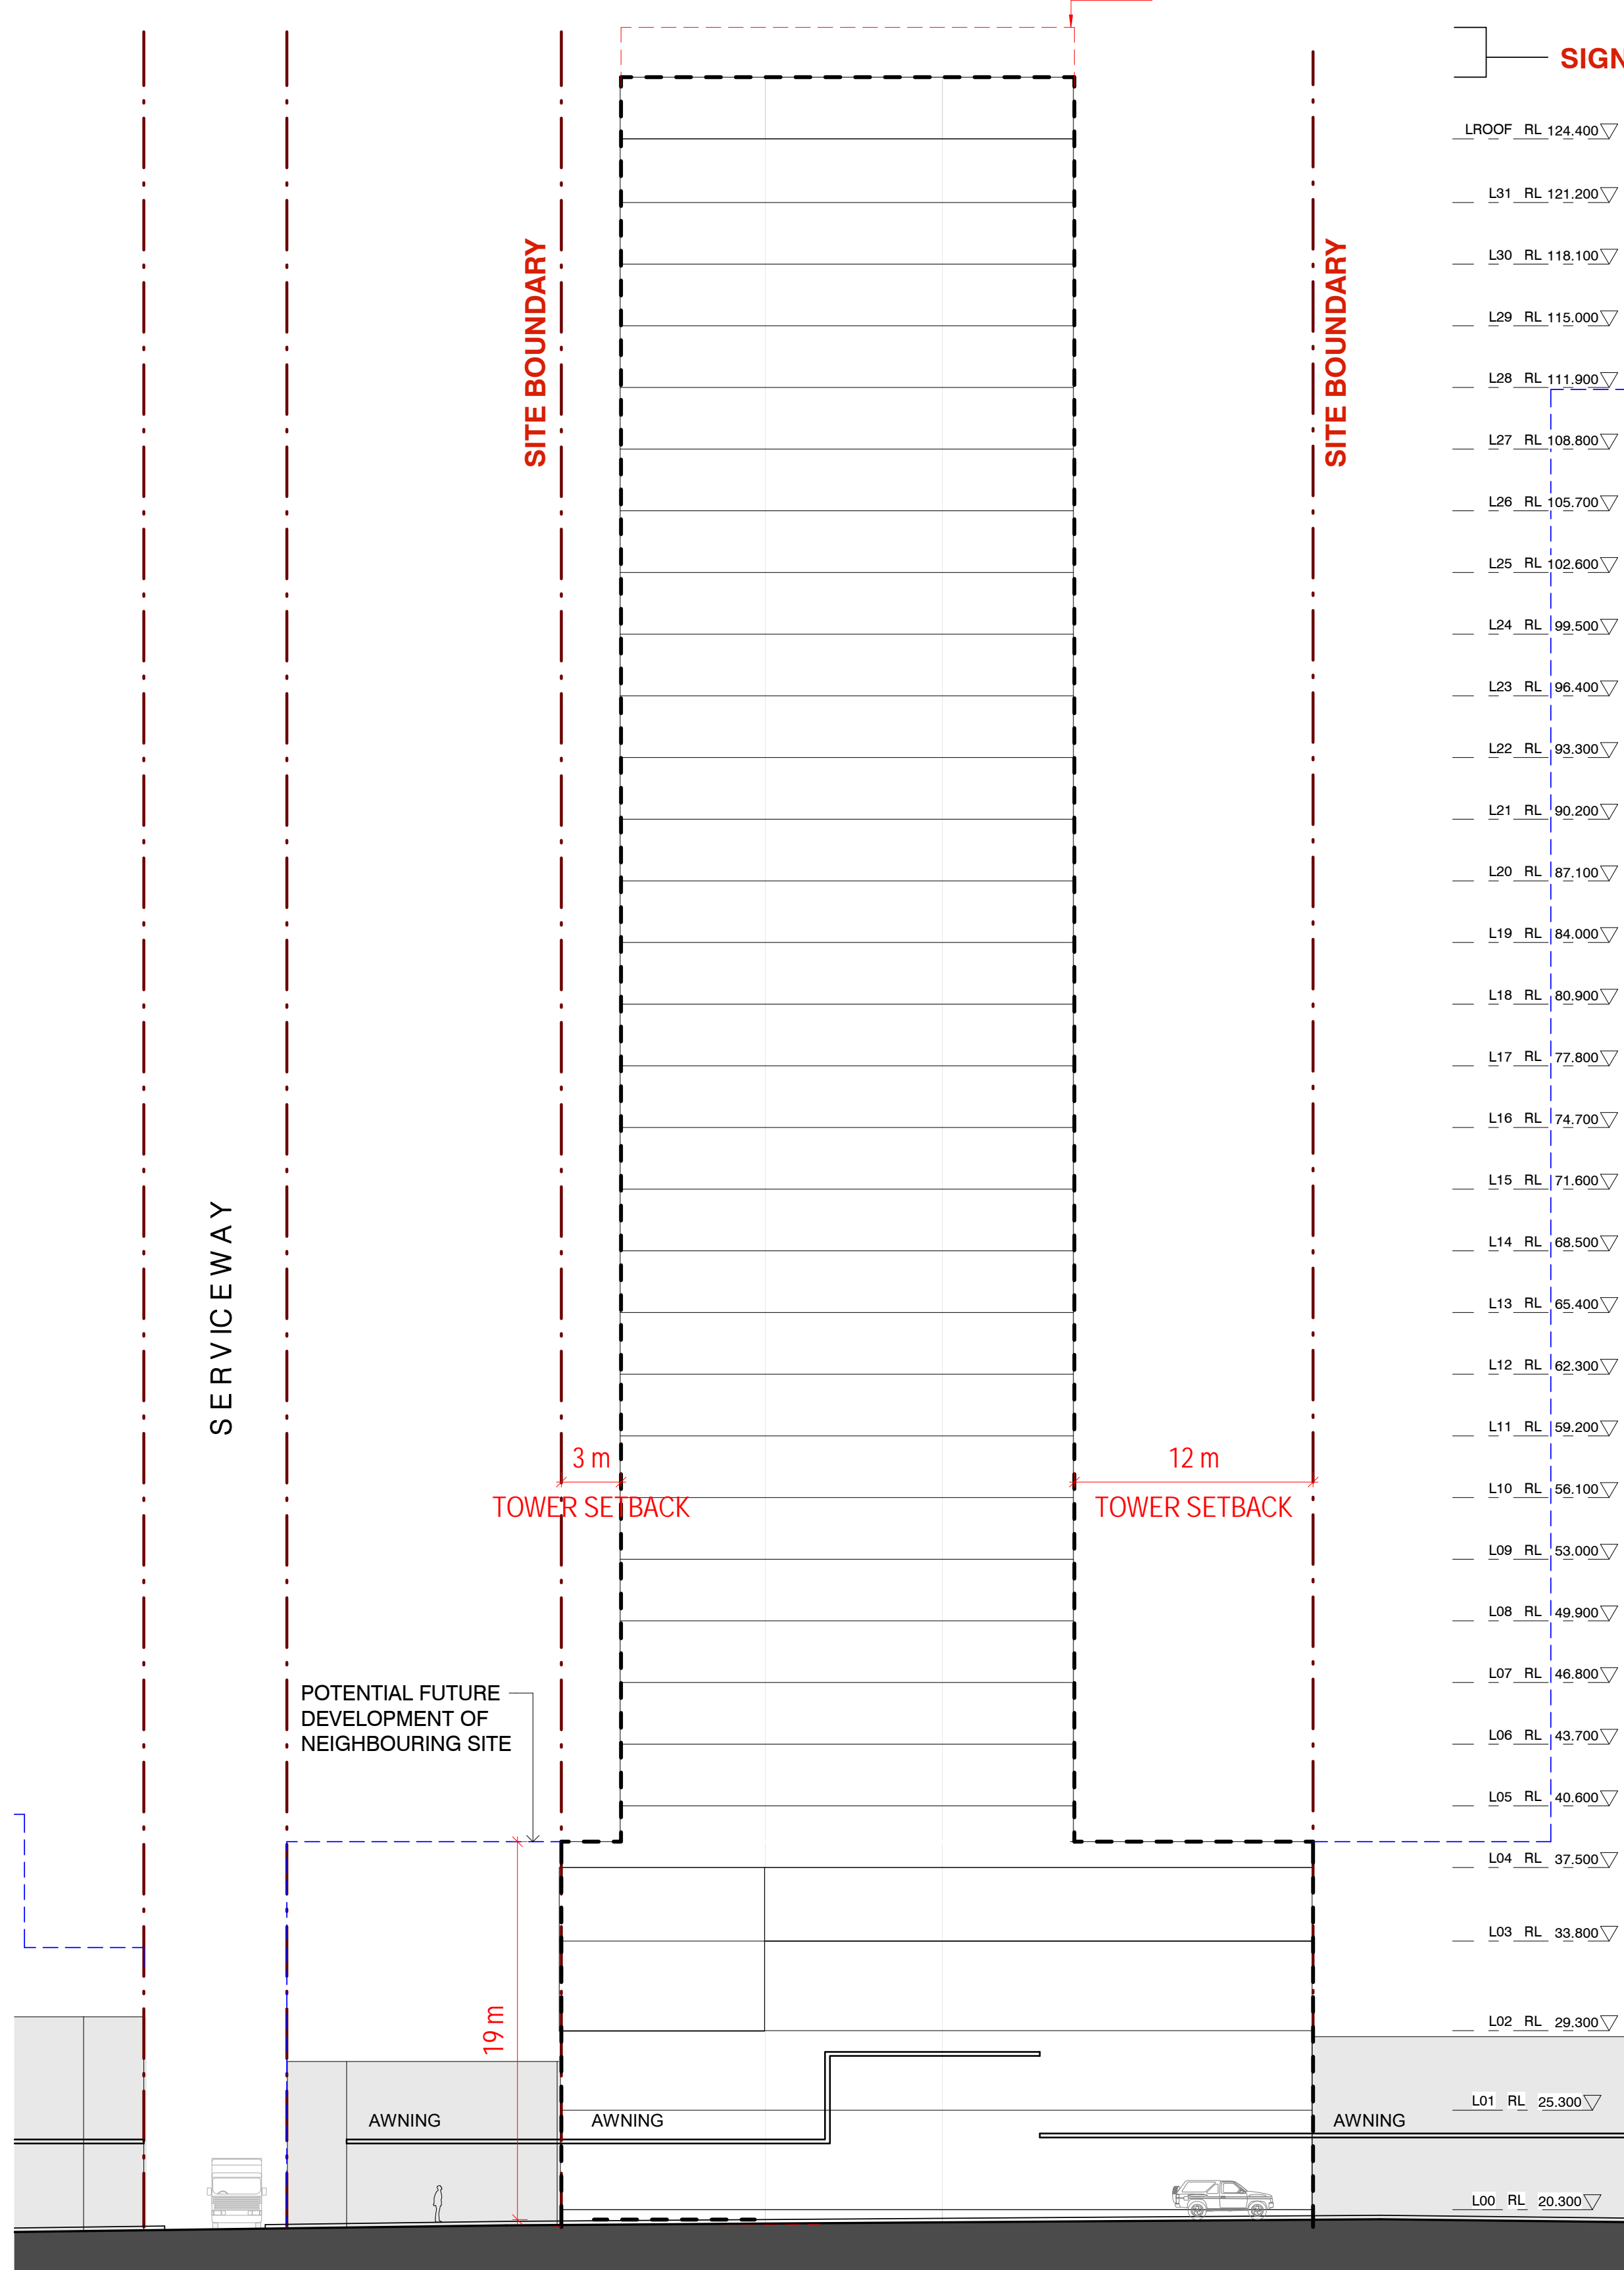 SIGN
LROOF RL 124.400
L31 RL 121.200
SITE BOUNDARY
SITE BOUNDARY
L30 RL 118.100
L29 RL 115.000
L28 RL 111.900
L27 RL 108.800
L26 RL 105.700
L25 RL 102.600
L24 RL 99.500
L23 RL 96.400
L22 RL 93.300
L21 RL 90.200
L20 RL 87.100
L19 RL 84.000
L18 RL 80.900
L17 RL 77.800
L16 RL 74.700
L15 RL 71.600
SERVICEWAY
L14 RL 68.500
L13 RL 65.400
L12 RL 62.300
L11 RL 59.200
3 m
12 m
L10 RL 56.100
TOWER SETBACK
TOWER SETBACK
L09 RL 53.000
L08 RL 49.900
L07 RL 46.800
POTENTIAL FUTURE
DEVELOPMENT OF
NEIGHBOURING SITE
L06 RL 43.700
L05 RL 40.600
L04 RL 37.500
L03 RL 33.800
19 m
L02 RL 29.300
L01 RL 25.300
AWNING
AWNING
AWNING
L00 RL 20.300